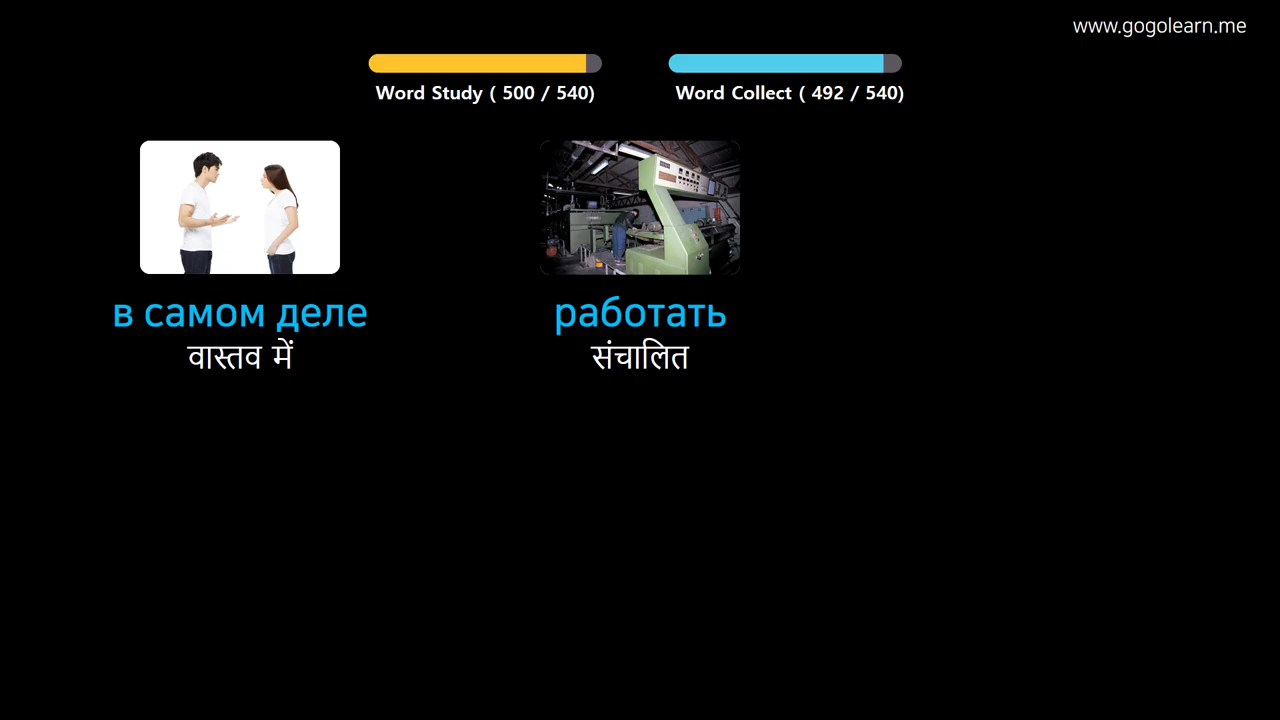 www.gogolearn.me
Word Study ( 500 / 540)
Word Collect ( 492 / 540)
в самом деле
वास्तव में
работать
संचालित